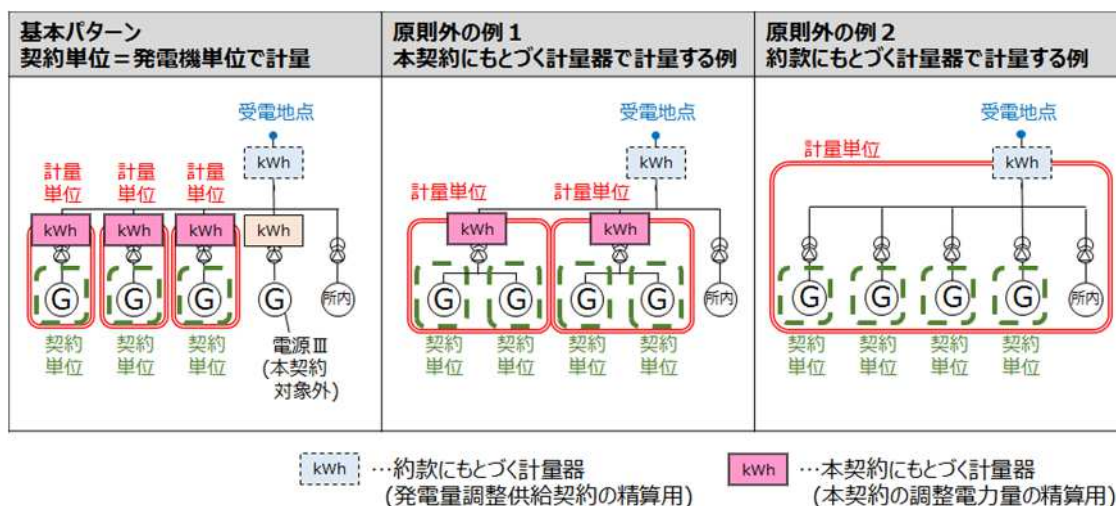 基本パターン
契約単位＝発電機単位で計量
受電地点
kWh
計量 計量 計量
単位 単位 単位
kWh kWh kWh kWh
G G G G 所内
契約 契約 契約 電源Ⅲ
単位 単位 単位 (本契約
対象外)
原則外の例１
本契約にもとづく計量器で計量する例
受電地点
kWh
計量単位 計量単位
kWh kWh
G G G G 所内
契約 契約 契約 契約
単位 単位 単位 単位
原則外の例２
約款にもとづく計量器で計量する例
受電地点
計量単位 kWh
G G G G 所内
契約 契約 契約 契約
単位 単位 単位 単位
kWh …約款にもとづく計量器
(発電量調整供給契約の精算用)
kWh …本契約にもとづく計量器
(本契約の調整電力量の精算用)